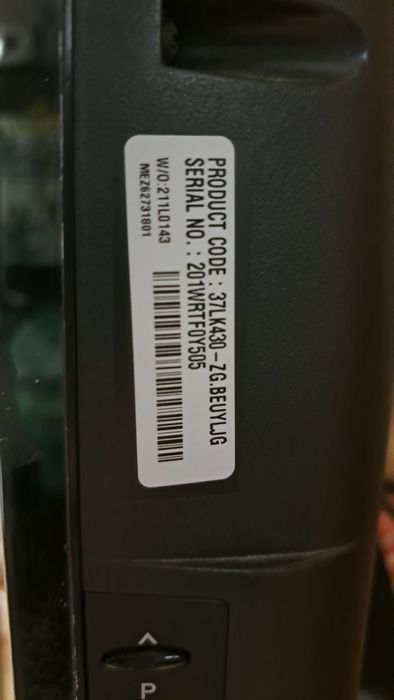 PRODUCT CODE : 37LK430-ZG.BEUYLJG
SERIAL NO. : 201WRTF0Y505
W/O:211L0143
MEZ62731801
^
P